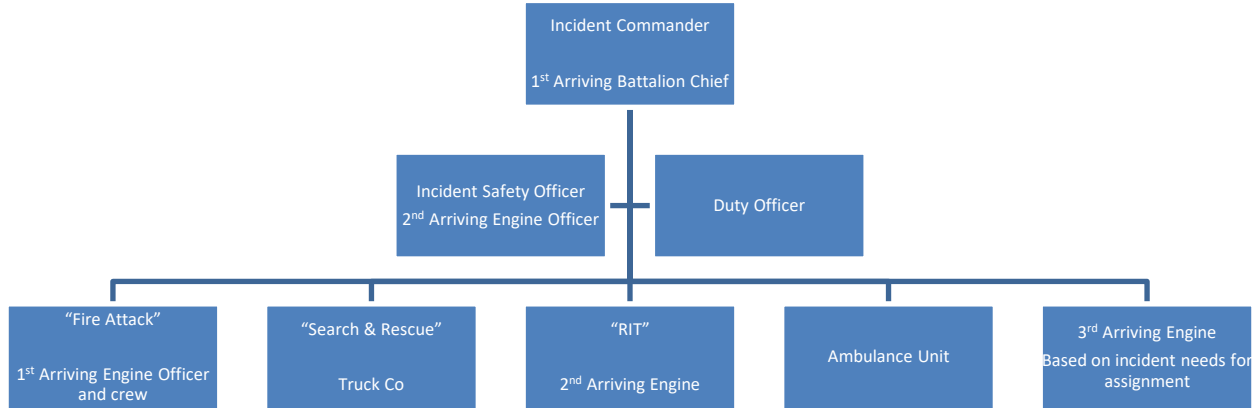 Incident Commander
1st Arriving Battalion Chief
Incident Safety Officer
2nd Arriving Engine Officer
Duty Officer
“Fire Attack”
1st Arriving Engine Officer
and crew
“Search & Rescue”
Truck Co
“RIT”
2nd Arriving Engine
Ambulance Unit
3rd Arriving Engine
Based on incident needs for
assignment